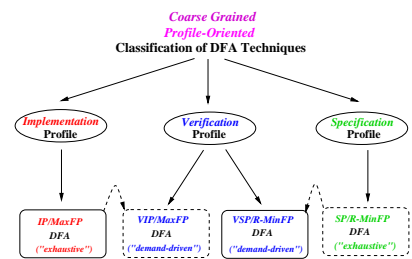 Coarse Grained
Profile-Oriented
Classification of DFA Techniques
Implementation
Profile
Verification
Profile
Specification
Profile
IP/MaxFP
DFA
("exhaustive")
VIP/MaxFP
DFA
("demand-driven")
VSP/R-MinFP
DFA
("demand-driven")
SP/R-MinFP
DFA
("exhaustive")